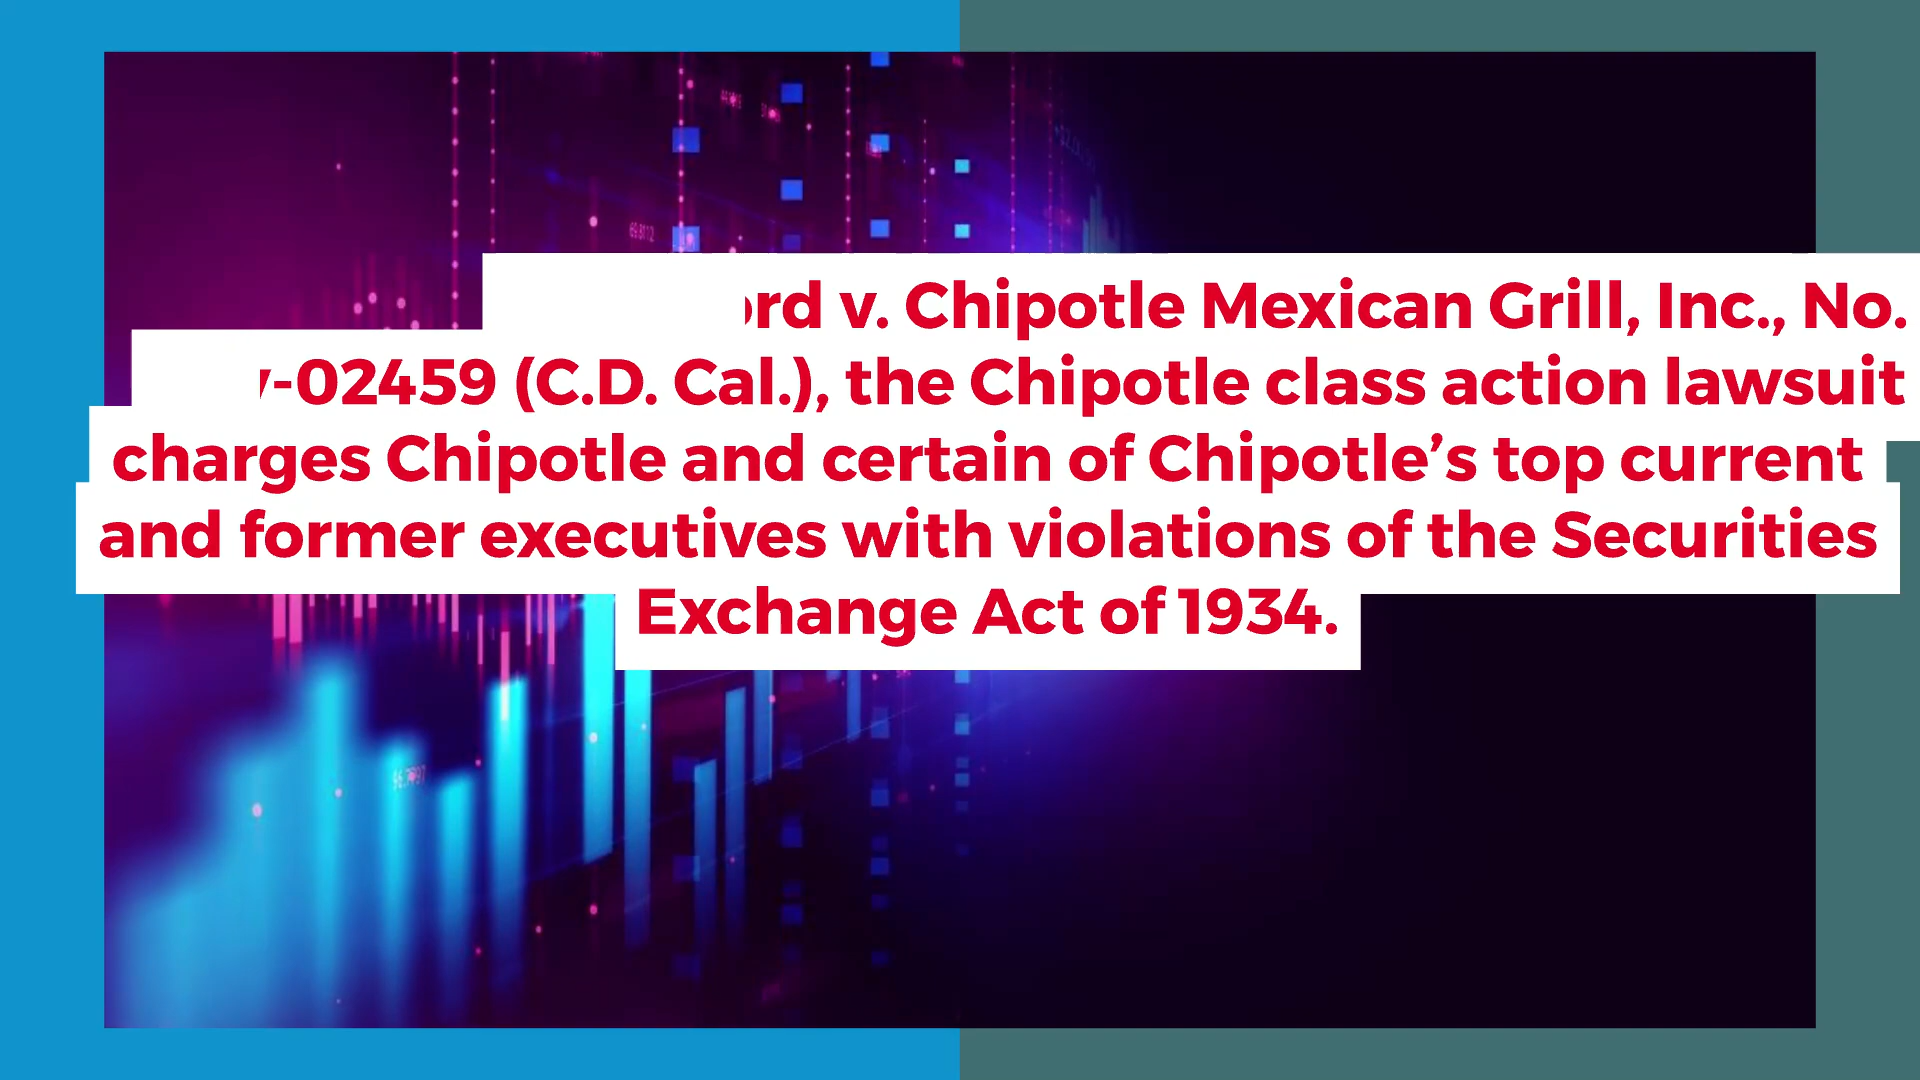 v. Chipotle Mexican Grill, Inc., No.
-02459 (C.D. Cal.), the Chipotle class action lawsuit
charges Chipotle and certain of Chipotle’s top current
and former executives with violations of the Securities
Exchange Act of 1934.